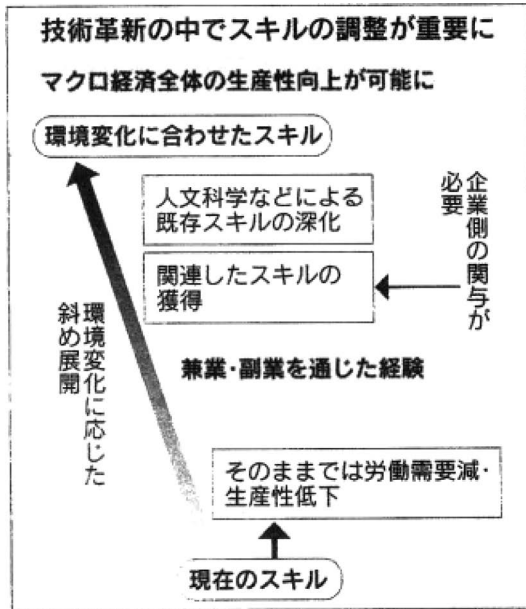 技術革新の中でスキルの調整が重要に
マクロ経済全体の生産性向上が可能に
環境変化に合わせたスキル
人文科学などによる
既存スキルの深化
企業側の関与が
必要
関連したスキルの
獲得
環境変化に応じた
斜め展開
兼業・副業を通じた経験
そのままでは労働需要減・
生産性低下
現在のスキル